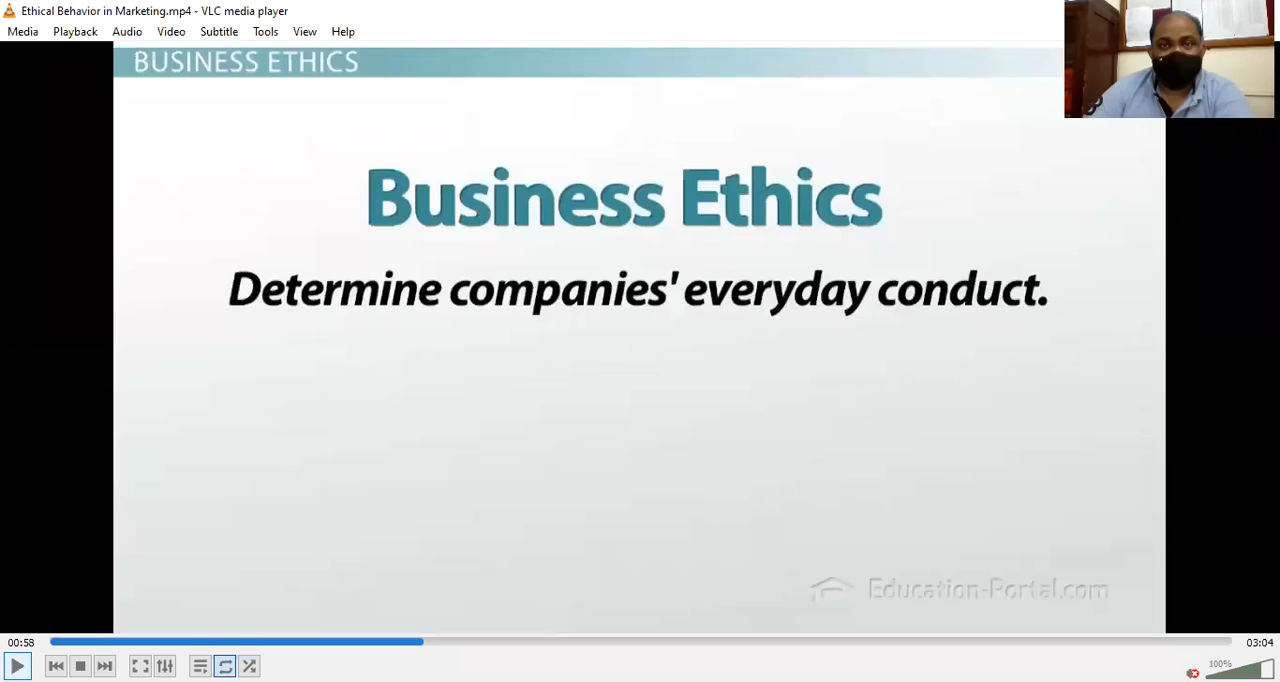 Ethical Behavior in Marketing.mp4 - VLC media player
Media Playback Audio Video Subtitle Tools View Help
BUSINESS ETHICS
Business Ethics
Determine companies' everyday conduct.
Education-Portal.com
00:58
03:04
100%